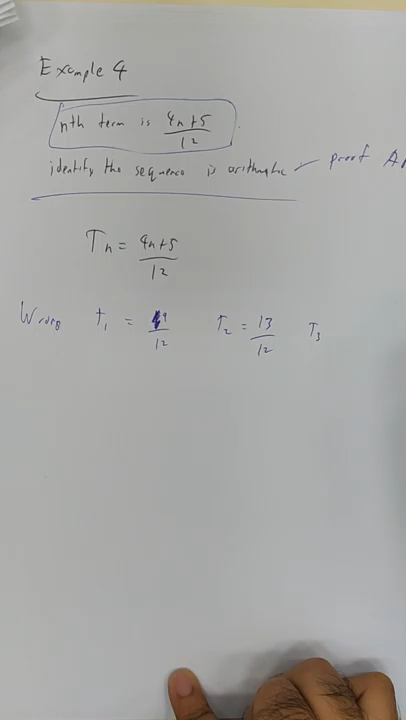 Example 4
nth term is 4n+5/12.
identify the sequence is arithmetic — proof A
Tn = 4n+5/12
Wrong t1 = 9/12 T2 = 13/12 T3